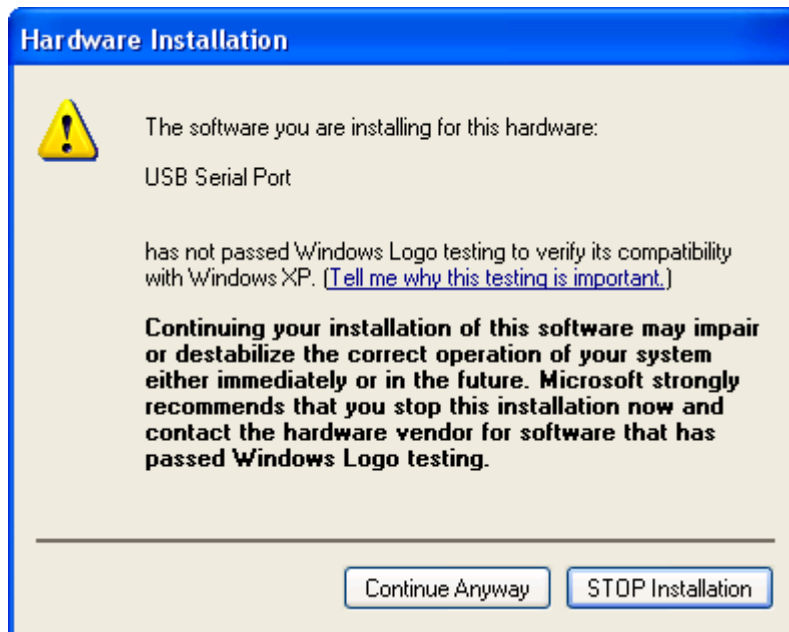 Hardware Installation
The software you are installing for this hardware:
USB Serial Port
has not passed Windows Logo testing to verify its compatibility
with Windows XP. (Tell me why this testing is important.)
Continuing your installation of this software may impair
or destabilize the correct operation of your system
either immediately or in the future. Microsoft strongly
recommends that you stop this installation now and
contact the hardware vendor for software that has
passed Windows Logo testing.
Continue Anyway
STOP Installation